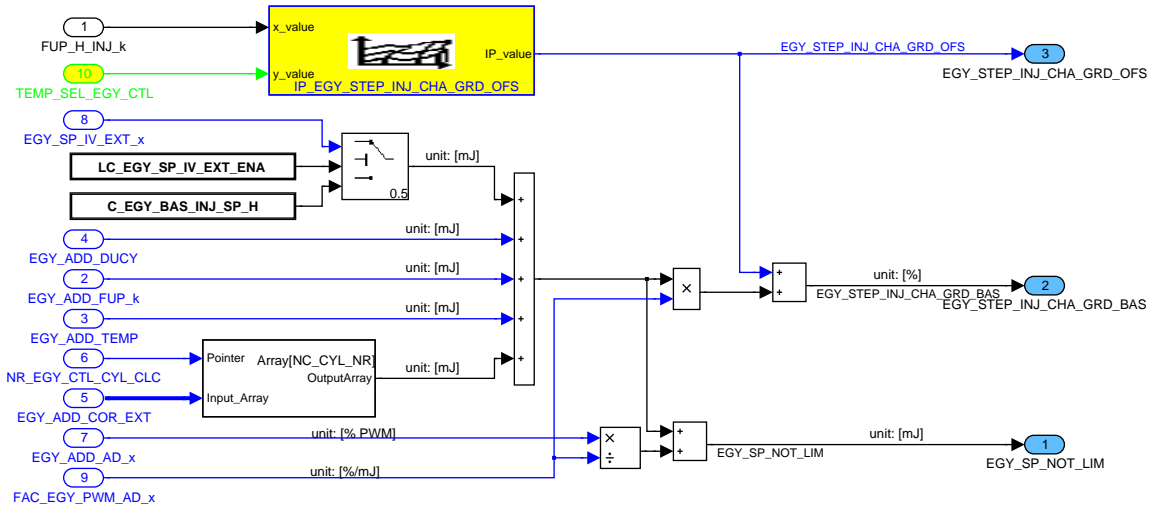 1
FUP_H_INJ_k
10
TEMP_SEL_EGY_CTL
x_value
y_value
IP_value
IP_EGY_STEP_INJ_CHA_GRD_OFS
EGY_STEP_INJ_CHA_GRD_OFS
3
EGY_STEP_INJ_CHA_GRD_OFS
8
EGY_SP_IV_EXT_x
LC_EGY_SP_IV_EXT_ENA
C_EGY_BAS_INJ_SP_H
0.5
unit: [mJ]
4
EGY_ADD_DUCY
unit: [mJ]
2
EGY_ADD_FUP_k
unit: [mJ]
3
EGY_ADD_TEMP
unit: [mJ]
6
NR_EGY_CTL_CYL_CLC
5
EGY_ADD_COR_EXT
Pointer
Array[NC_CYL_NR]
OutputArray
Input_Array
unit: [mJ]
+
+
+
+
+
×
+
+
unit: [%]
EGY_STEP_INJ_CHA_GRD_BAS
2
EGY_STEP_INJ_CHA_GRD_BAS
7
EGY_ADD_AD_x
unit: [% PWM]
9
FAC_EGY_PWM_AD_x
unit: [%/mJ]
×
÷
+
+
EGY_SP_NOT_LIM
unit: [mJ]
1
EGY_SP_NOT_LIM